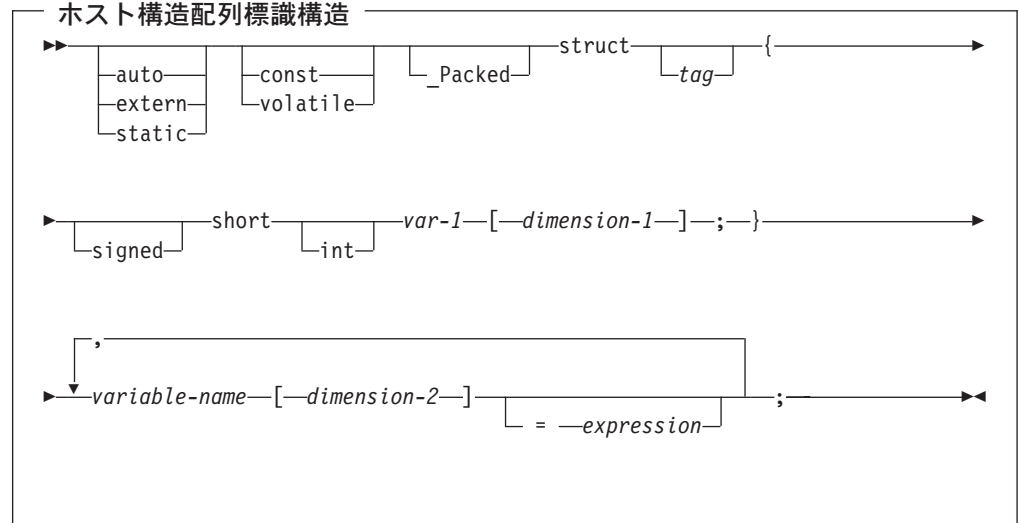 ホスト構造配列標識構造
struct {
auto const _Packed tag
extern volatile
static
short var-1 [ dimension-1 ] ; }
signed int
,
variable-name [ dimension-2 ] ;
= expression